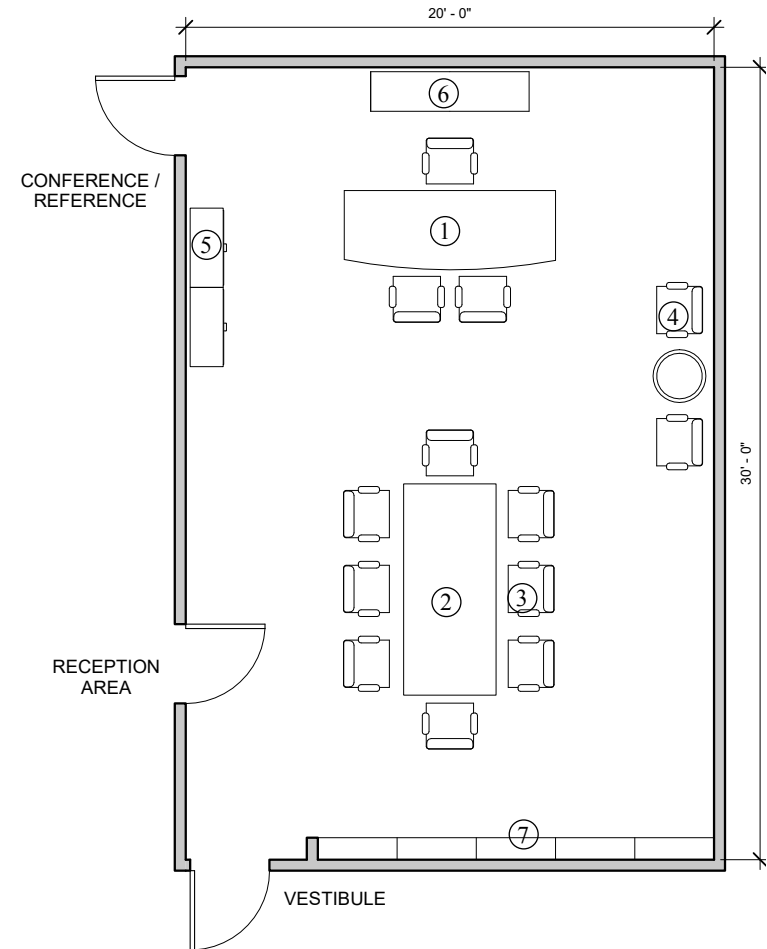 20' - 0"
6
CONFERENCE /
REFERENCE
1
5
4
30' - 0"
2
3
RECEPTION
AREA
7
VESTIBULE